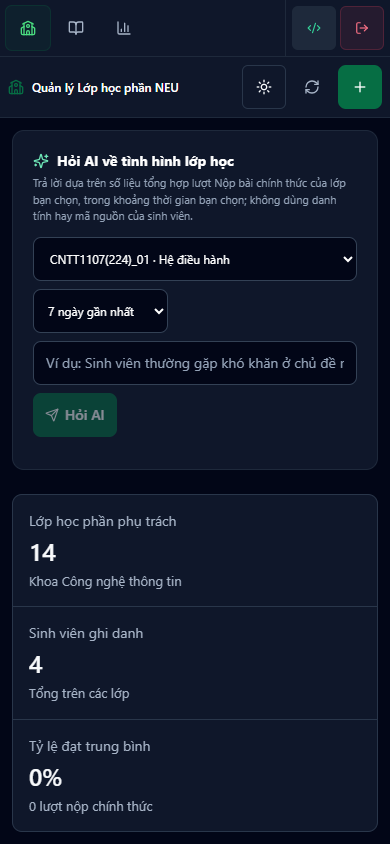 Quản lý Lớp học phần NEU
Hỏi AI về tình hình lớp học
Trả lời dựa trên số liệu tổng hợp lượt Nộp bài chính thức của lớp
bạn chọn, trong khoảng thời gian bạn chọn; không dùng danh
tính hay mã nguồn của sinh viên.
CNTT1107(224)_01 · Hệ điều hành
7 ngày gần nhất
Ví dụ: Sinh viên thường gặp khó khăn ở chủ đề
Hỏi AI
Lớp học phần phụ trách
14
Khoa Công nghệ thông tin
Sinh viên ghi danh
4
Tổng trên các lớp
Tỷ lệ đạt trung bình
0%
0 lượt nộp chính thức